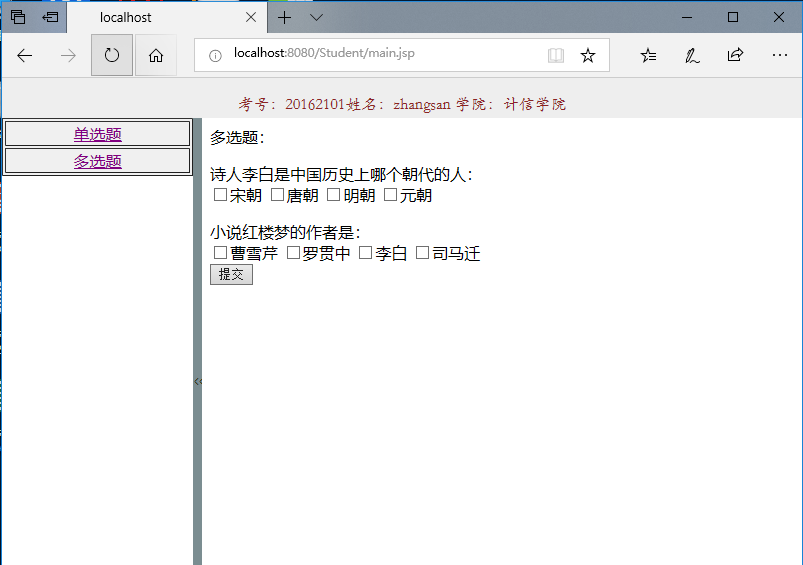 localhost
localhost:8080/Student/main.jsp
考号：20162101姓名：zhangsan 学院：计信学院
单选题
多选题
多选题：
诗人李白是中国历史上哪个朝代的人：
宋朝 唐朝 明朝 元朝
小说红楼梦的作者是：
曹雪芹 罗贯中 李白 司马迁
提交